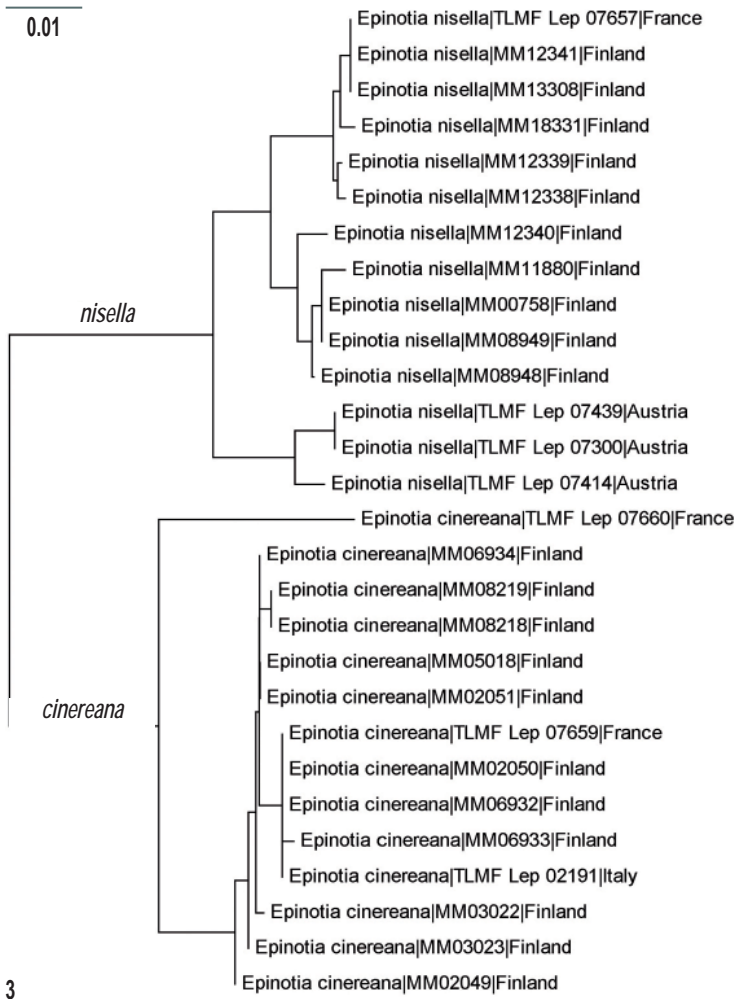 0.01
Epinotia nisella|TLMF Lep 07657|France
Epinotia nisella|MM12341|Finland
Epinotia nisella|MM13308|Finland
Epinotia nisella|MM18331|Finland
Epinotia nisella|MM12339|Finland
Epinotia nisella|MM12338|Finland
Epinotia nisella|MM12340|Finland
Epinotia nisella|MM11880|Finland
Epinotia nisella|MM00758|Finland
nisella
Epinotia nisella|MM08949|Finland
Epinotia nisella|MM08948|Finland
Epinotia nisella|TLMF Lep 07439|Austria
Epinotia nisella|TLMF Lep 07300|Austria
Epinotia nisella|TLMF Lep 07414|Austria
Epinotia cinereana|TLMF Lep 07660|France
Epinotia cinereana|MM06934|Finland
Epinotia cinereana|MM08219|Finland
Epinotia cinereana|MM08218|Finland
Epinotia cinereana|MM05018|Finland
Epinotia cinereana|MM02051|Finland
cinereana
Epinotia cinereana|TLMF Lep 07659|France
Epinotia cinereana|MM02050|Finland
Epinotia cinereana|MM06932|Finland
Epinotia cinereana|MM06933|Finland
Epinotia cinereana|TLMF Lep 02191|Italy
Epinotia cinereana|MM03022|Finland
Epinotia cinereana|MM03023|Finland
Epinotia cinereana|MM02049|Finland
3